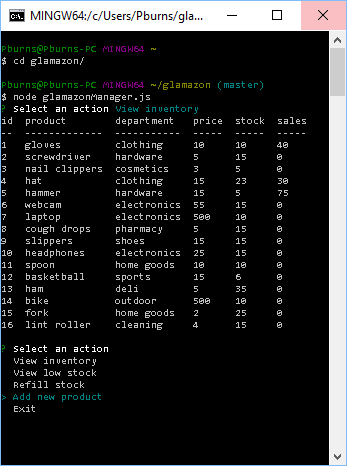 MINGW64:/c/Users/Pburns/gla...
Pburns@Pburns-PC MINGW64 ~
$ cd glamazon/
Pburns@Pburns-PC MINGW64 ~/glamazon (master)
$ node glamazonManager.js
? Select an action View inventory
id  product  department  price  stock  sales
--  -------------  -----------  -----  -----  -----
1  gloves  clothing  10  10  40
2  screwdriver  hardware  5  15  0
3  nail clippers  cosmetics  3  5  0
4  hat  clothing  15  23  30
5  hammer  hardware  15  5  75
6  webcam  electronics  55  15  0
7  laptop  electronics  500  10  0
8  cough drops  pharmacy  5  15  0
9  slippers  shoes  15  15  0
10  headphones  electronics  25  15  0
11  spoon  home goods  10  10  0
12  basketball  sports  15  6  0
13  ham  deli  5  35  0
14  bike  outdoor  500  10  0
15  fork  home goods  2  25  0
16  lint roller  cleaning  4  15  0
? Select an action
View inventory
View low stock
Refill stock
> Add new product
Exit